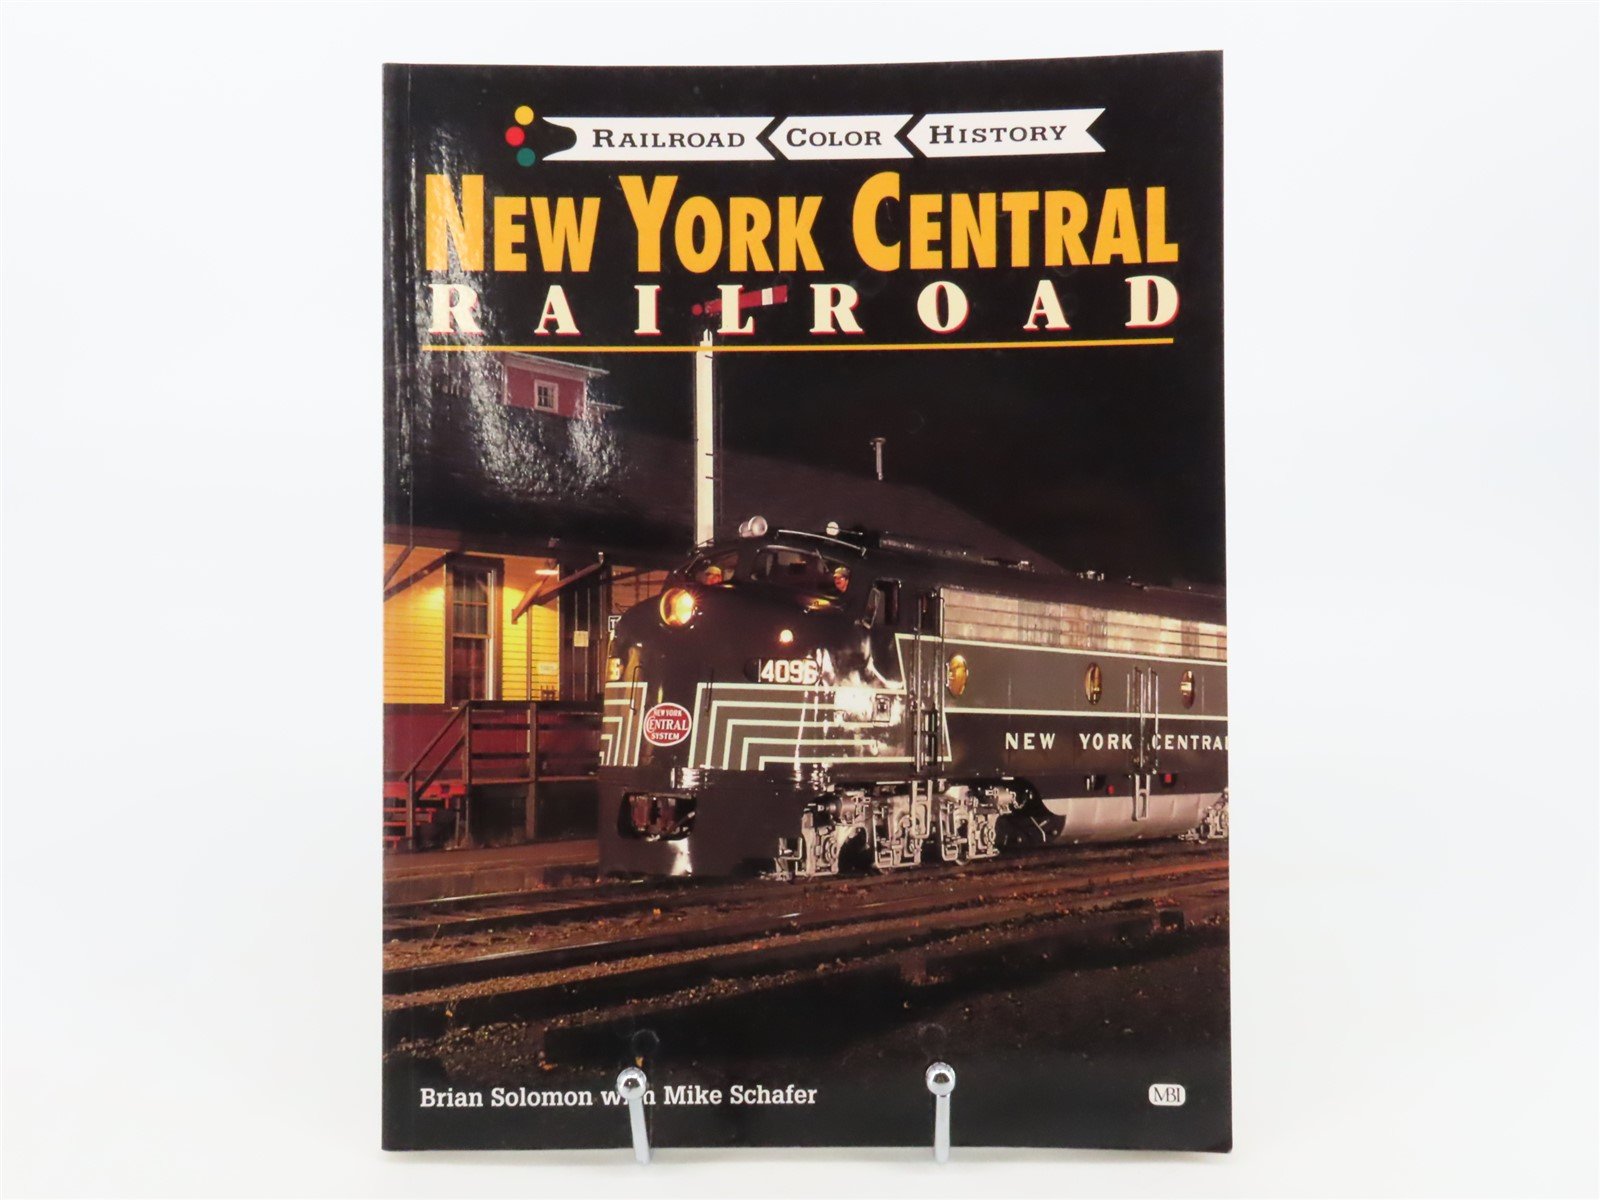 RAILROAD COLOR HISTORY
NEW YORK CENTRAL
RAILROAD
4096
NEW YORK
CENTRAL
SYSTEM
NEW YORK CENTRAL
Brian Solomon with Mike Schafer
MBI